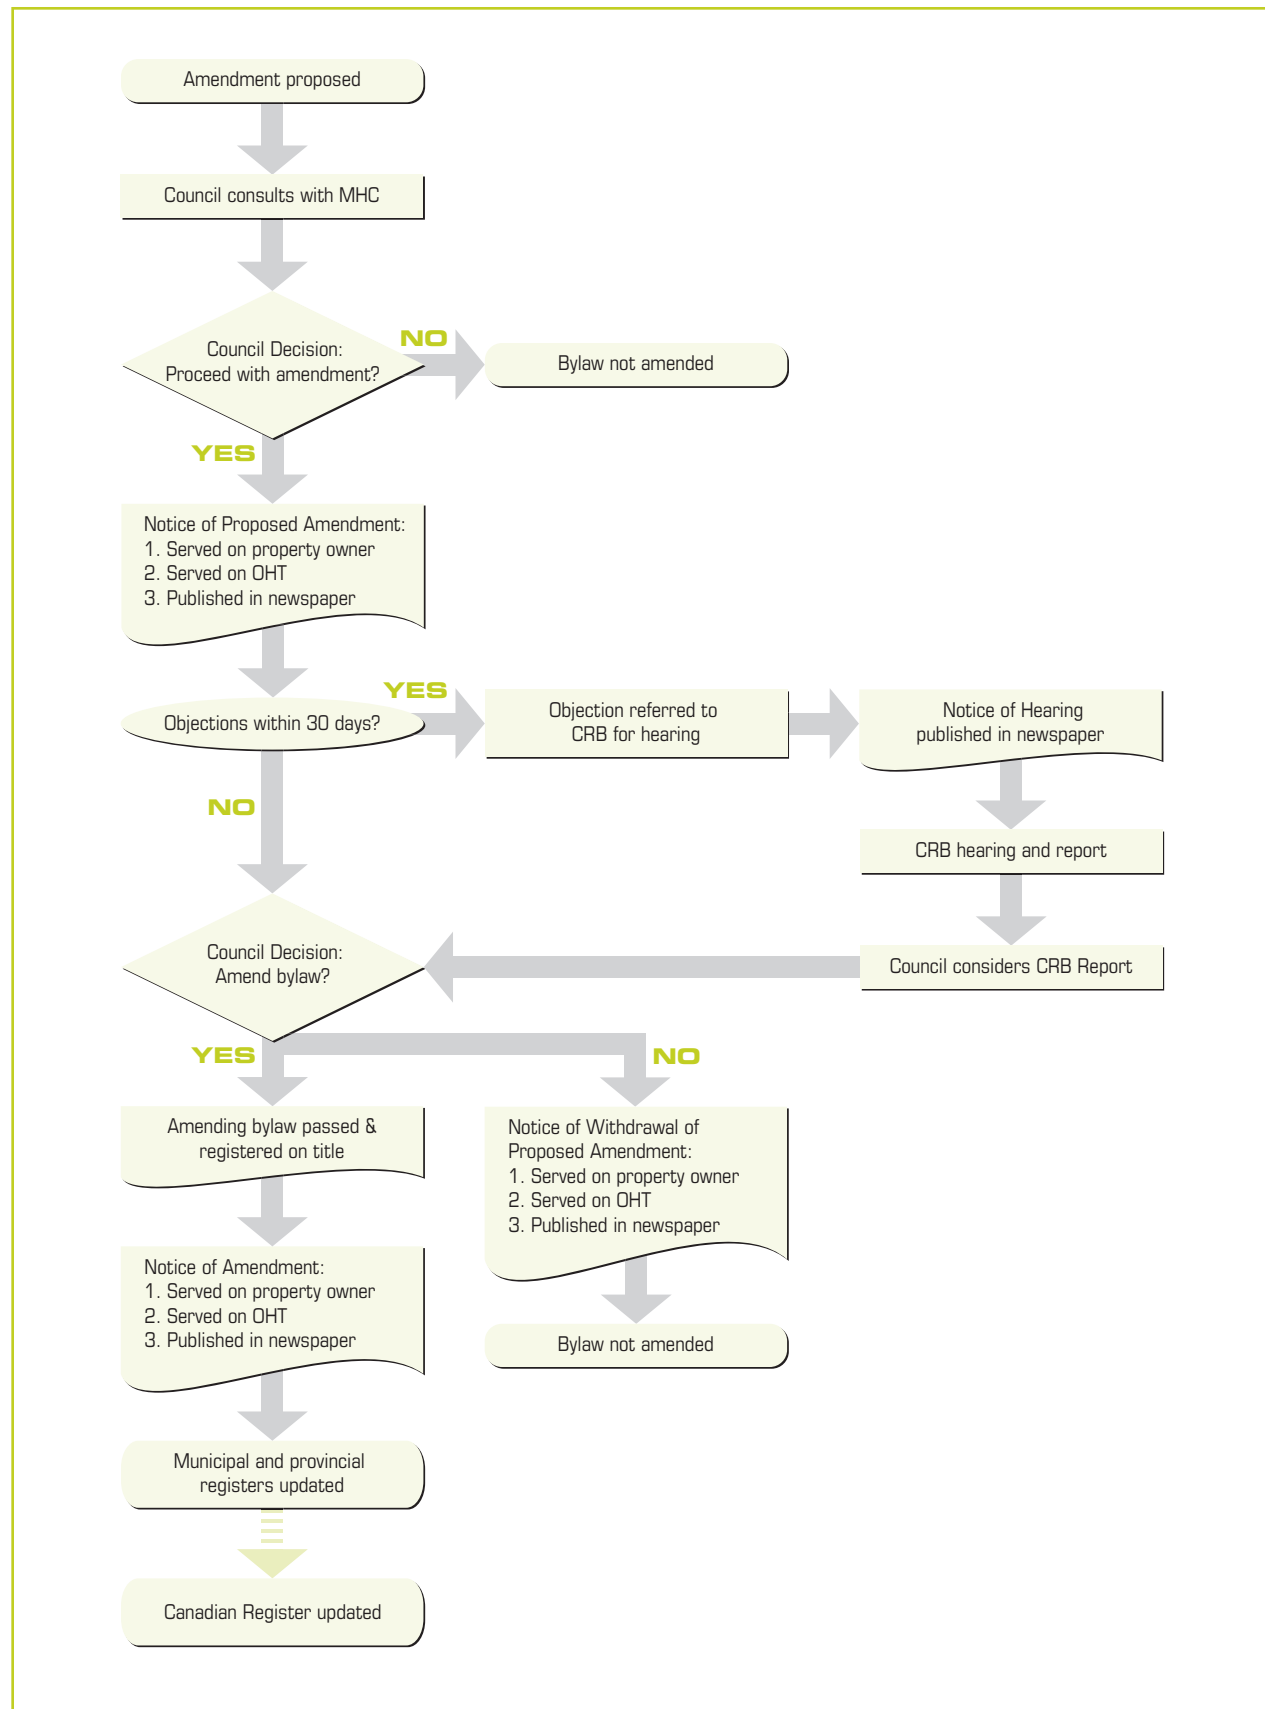 Amendment proposed
Council consults with MHC
Council Decision:
Proceed with amendment?
NO
Bylaw not amended
YES
Notice of Proposed Amendment:
1. Served on property owner
2. Served on OHT
3. Published in newspaper
Objections within 30 days?
YES
Objection referred to
CRB for hearing
Notice of Hearing
published in newspaper
NO
CRB hearing and report
Council considers CRB Report
Council Decision:
Amend bylaw?
YES
NO
Amending bylaw passed &
registered on title
Notice of Withdrawal of
Proposed Amendment:
1. Served on property owner
2. Served on OHT
3. Published in newspaper
Notice of Amendment:
1. Served on property owner
2. Served on OHT
3. Published in newspaper
Bylaw not amended
Municipal and provincial
registers updated
Canadian Register updated